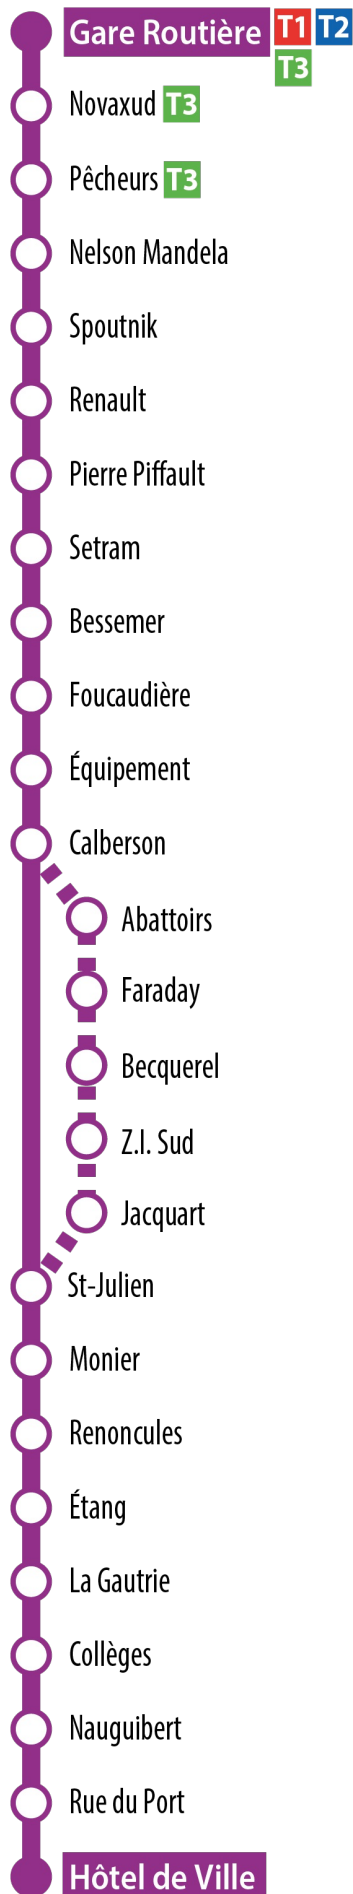 Gare Routière T1 T2
T3
Novaxud T3
Pêcheurs T3
Nelson Mandela
Spoutnik
Renault
Pierre Piffault
Setram
Bessemer
Foucaudière
Équipement
Calberson
Abattoirs
Faraday
Becquerel
Z.I. Sud
Jacquart
St-Julien
Monier
Renoncules
Étang
La Gautrie
Collèges
Nauguibert
Rue du Port
Hôtel de Ville